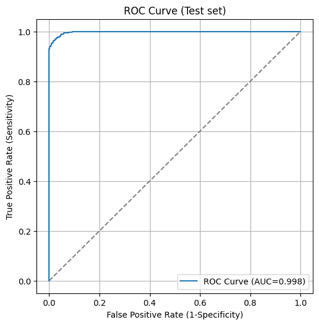 ROC Curve (Test set)
True Positive Rate (Sensitivity)
1.0
0.8
0.6
0.4
0.2
0.0
ROC Curve (AUC=0.998)
0.0 0.2 0.4 0.6 0.8 1.0
False Positive Rate (1-Specificity)